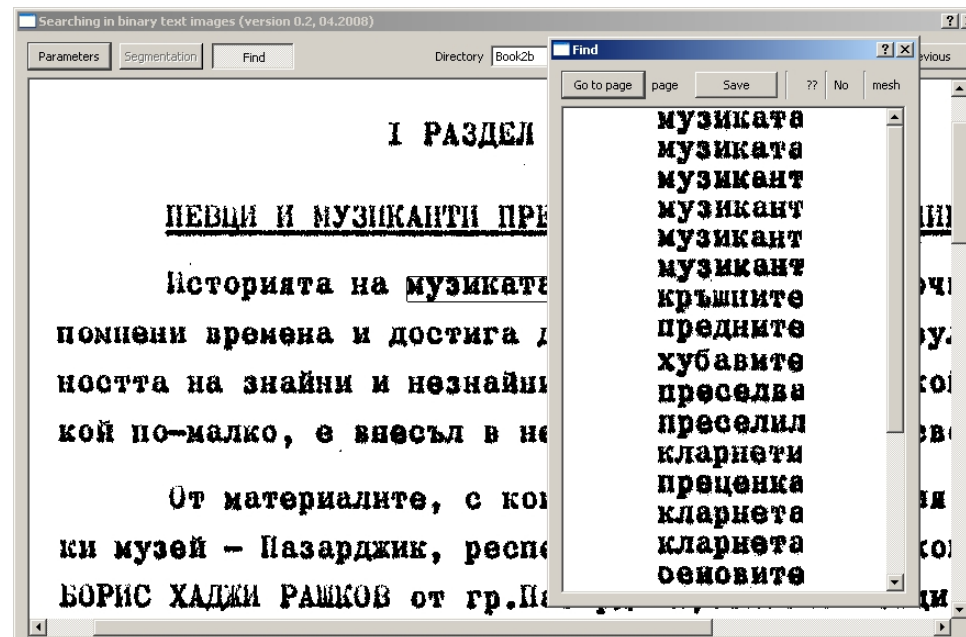 Searching in binary text images (version 0.2, 04.2008)
Parameters Segmentation Find Directory Book2b
I РАЗДЕЛ
ПЕВЦИ И МУЗИКАНТИ
Историята на музиката
помнени времена и достига
ността на знайни и незнайни
кой по-малко, е внесъл в
От материалите, с
ки музей - Пазарджик,
БОРИС ХАДЖИ РАШКОВ от гр.
Find
Go to page page Save ?? No mesh
музиката
музиката
музикант
музикант
музикант
музикант
кръшните
предните
хубавите
преселва
преселил
кларнети
преценка
кларнета
кларнета
основите